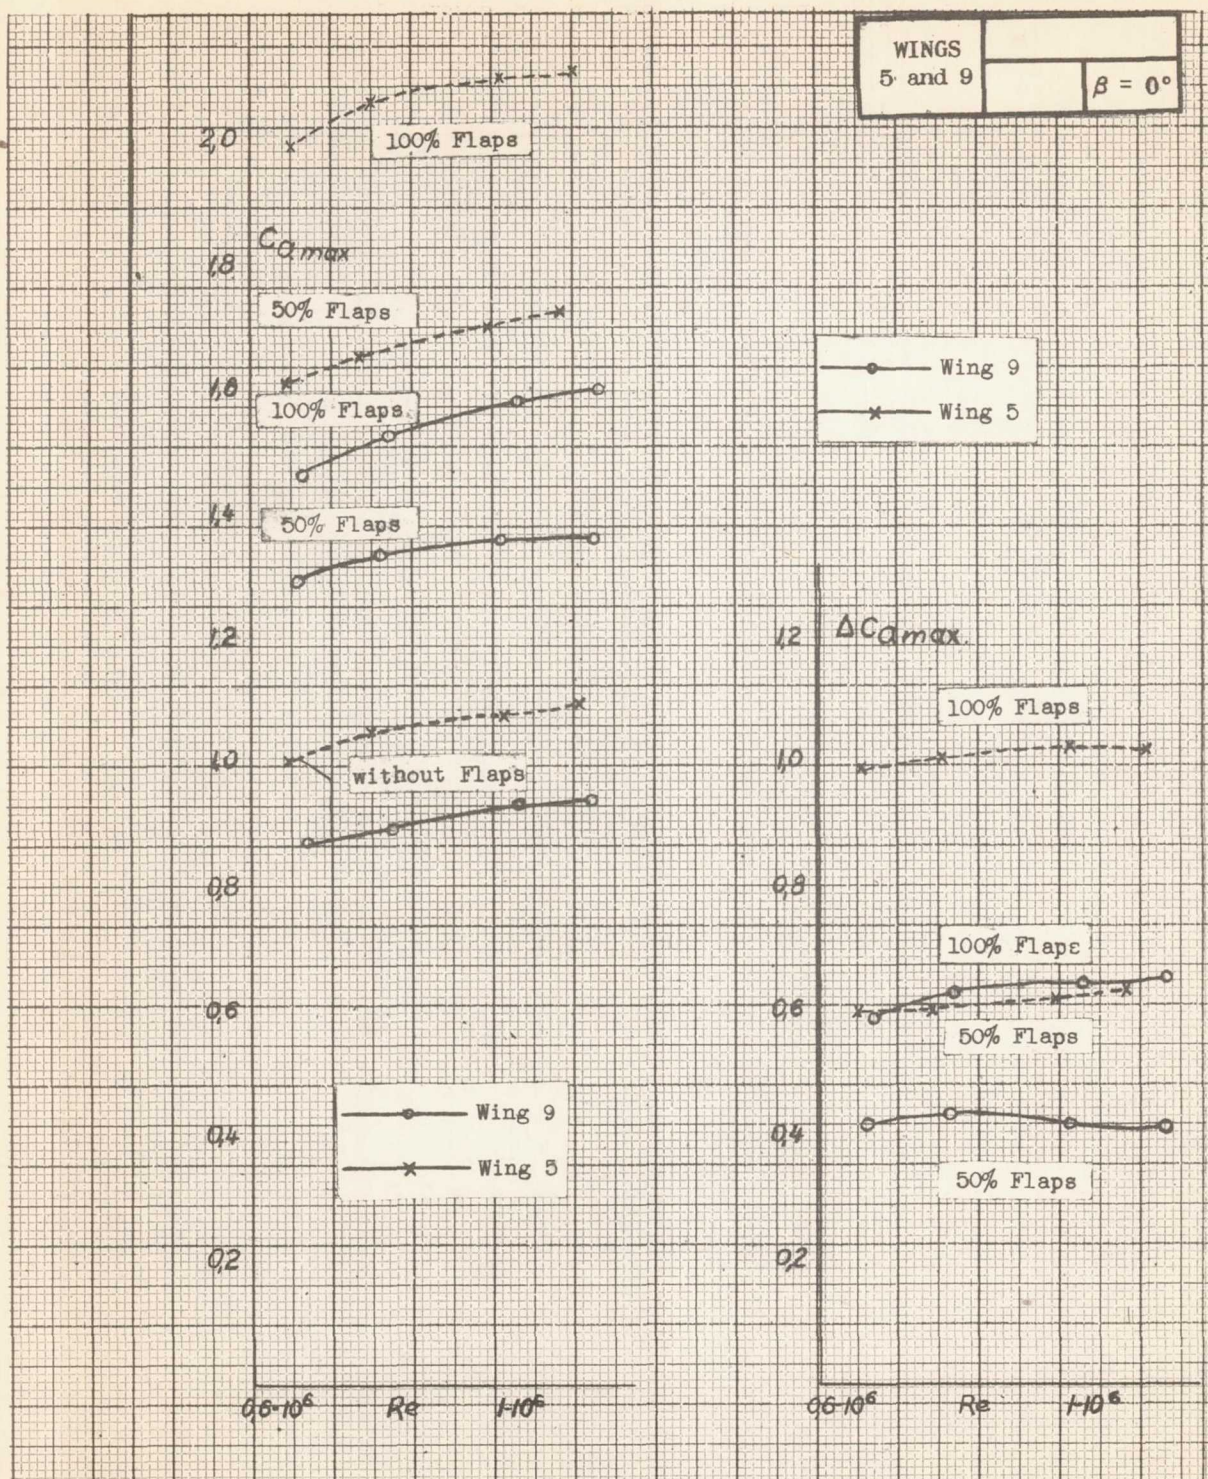 WINGS
5 and 9
β = 0°
2,0
100% Flaps
Ca max
1,8
50% Flaps
1,6
100% Flaps
1,4
50% Flaps
1,2
1,0
without Flaps
0,8
0,6
0,4
0,2
Wing 9
Wing 5
0,6·10⁶
Re
1·10⁶
Wing 9
Wing 5
1,2
ΔCa max.
100% Flaps
1,0
0,8
100% Flaps
0,6
50% Flaps
0,4
50% Flaps
0,2
0,6·10⁶
Re
1·10⁶